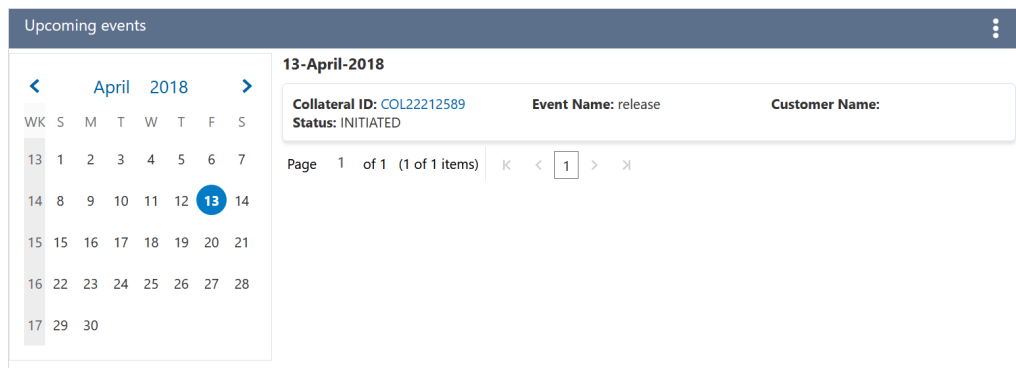 Upcoming events
April 2018
WK S M T W T F S
13 1 2 3 4 5 6 7
14 8 9 10 11 12 13 14
15 15 16 17 18 19 20 21
16 22 23 24 25 26 27 28
17 29 30
13-April-2018
Collateral ID: COL22212589 Event Name: release Customer Name:
Status: INITIATED
Page 1 of 1 (1 of 1 items) 1